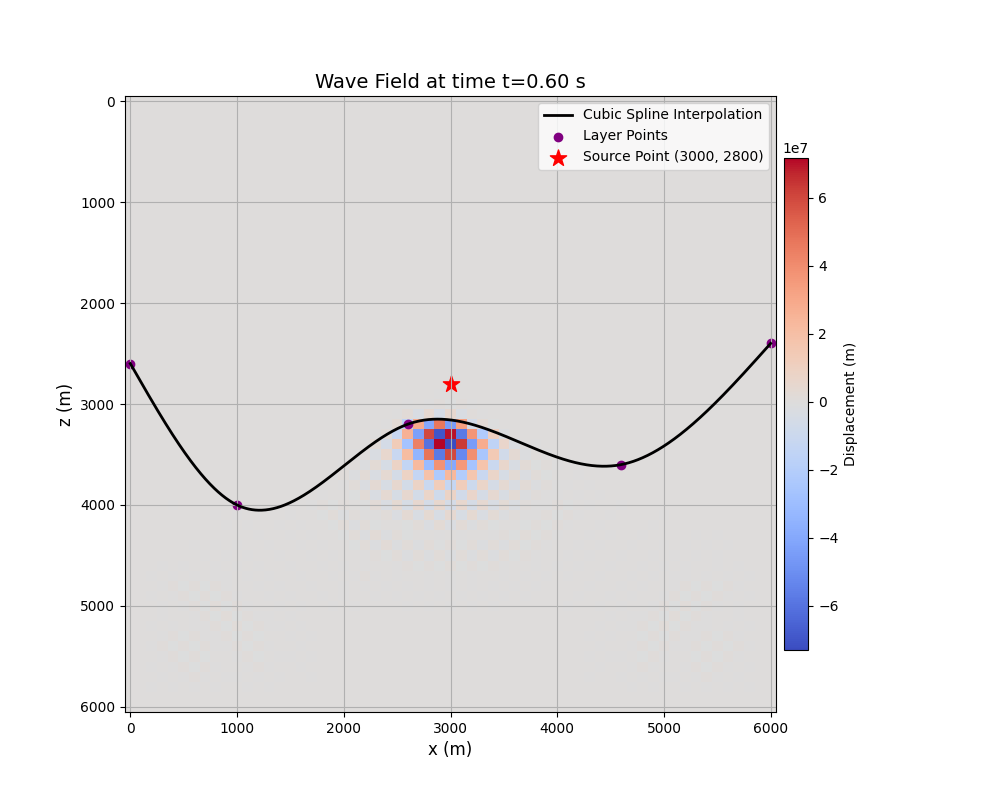 Wave Field at time t=0.60 s
Cubic Spline Interpolation
Layer Points
Source Point (3000, 2800)
0
1000
2000
3000
4000
5000
6000
z (m)
0
1000
2000
3000
4000
5000
6000
x (m)
1e7
6
4
2
0
−2
−4
−6
Displacement (m)